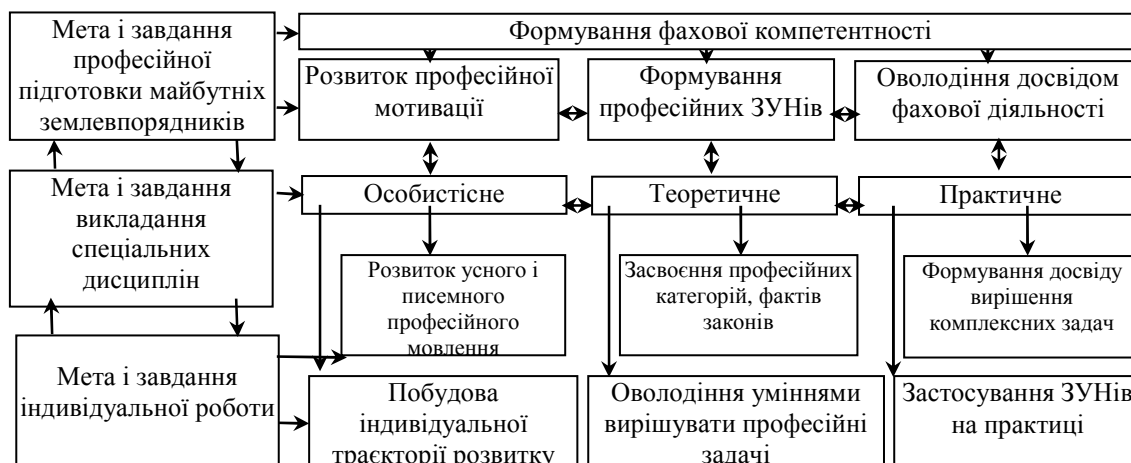 Мета і завдання
професійної
підготовки майбутніх
землевпорядників
Формування фахової компетентності
Розвиток професійної
мотивації
Формування
професійних ЗУНів
Оволодіння досвідом
фахової діяльності
Мета і завдання
викладання
спеціальних
дисциплін
Особистісне
Теоретичне
Практичне
Розвиток усного і
писемного
професійного
мовлення
Засвоєння професійних
категорій, фактів
законів
Формування досвіду
вирішення
комплексних задач
Мета і завдання
індивідуальної роботи
Побудова
індивідуальної
траєкторії розвитку
Оволодіння уміннями
вирішувати професійні
задачі
Застосування ЗУНів
на практиці